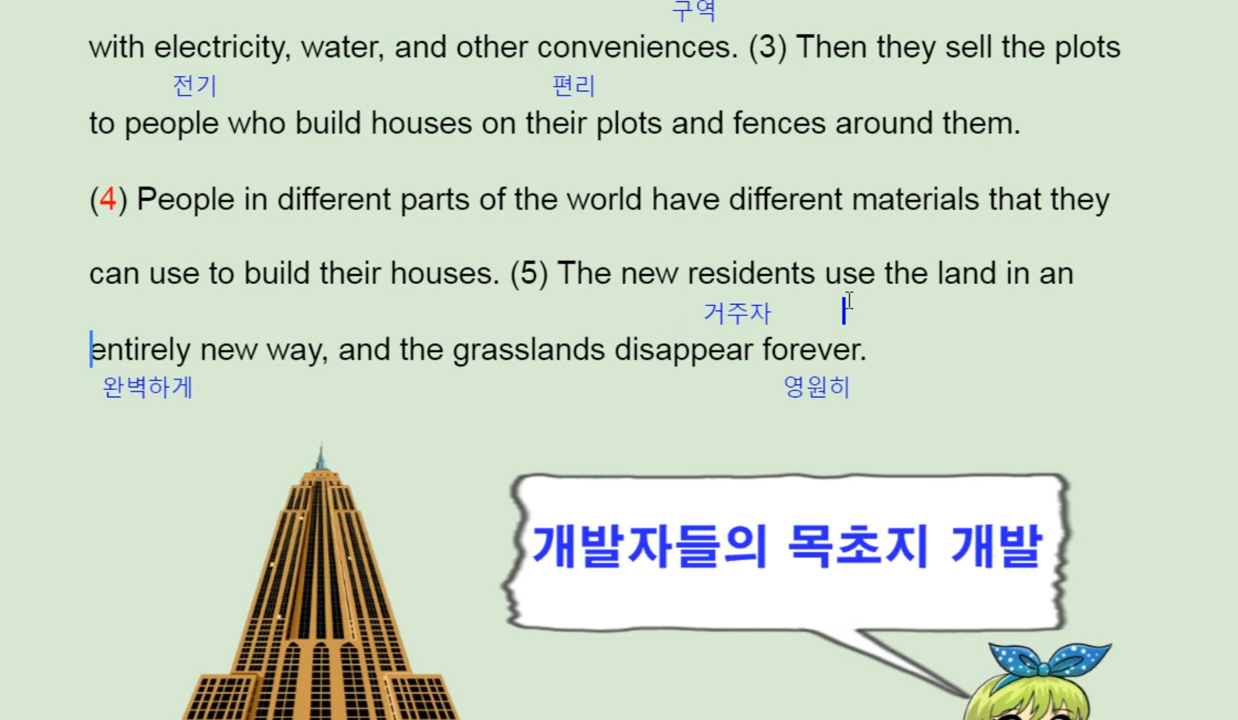 구역
with electricity, water, and other conveniences. (3) Then they sell the plots
전기 편리
to people who build houses on their plots and fences around them.
(4) People in different parts of the world have different materials that they
can use to build their houses. (5) The new residents use the land in an
거주자
entirely new way, and the grasslands disappear forever.
완벽하게 영원히
개발자들의 목초지 개발